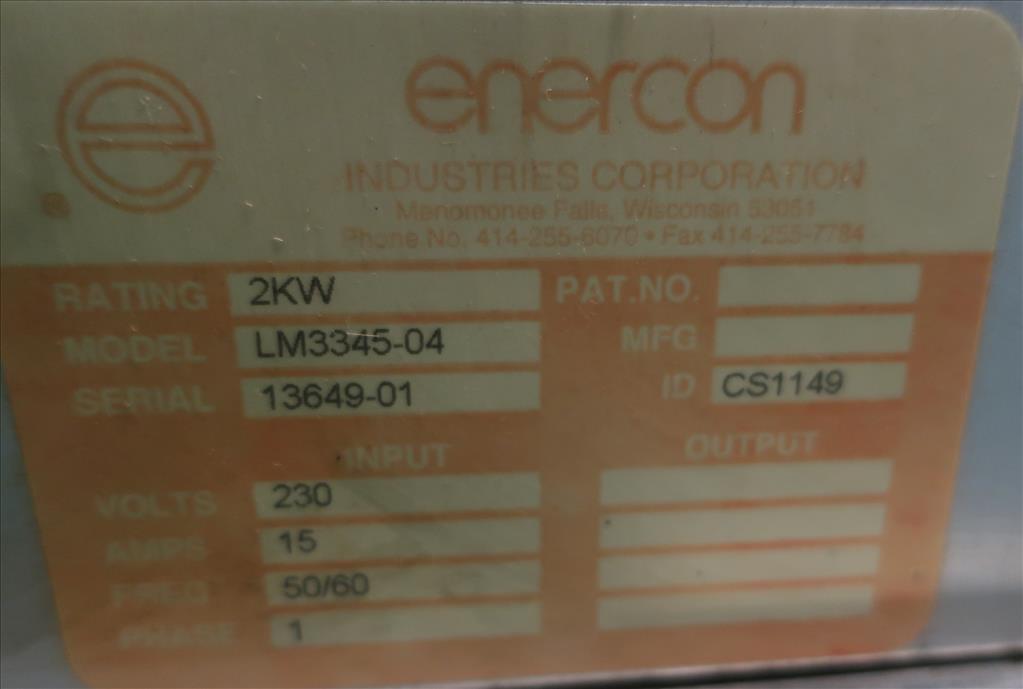 e
enercon
®
INDUSTRIES CORPORATION
Menomonee Falls, Wisconsin 53051
Phone No. 414-255-6070 • Fax 414-255-7784
RATING 2KW PAT.NO.
MODEL LM3345-04 MFG
SERIAL 13649-01 ID CS1149
INPUT OUTPUT
VOLTS 230
AMPS 15
FREQ 50/60
PHASE 1